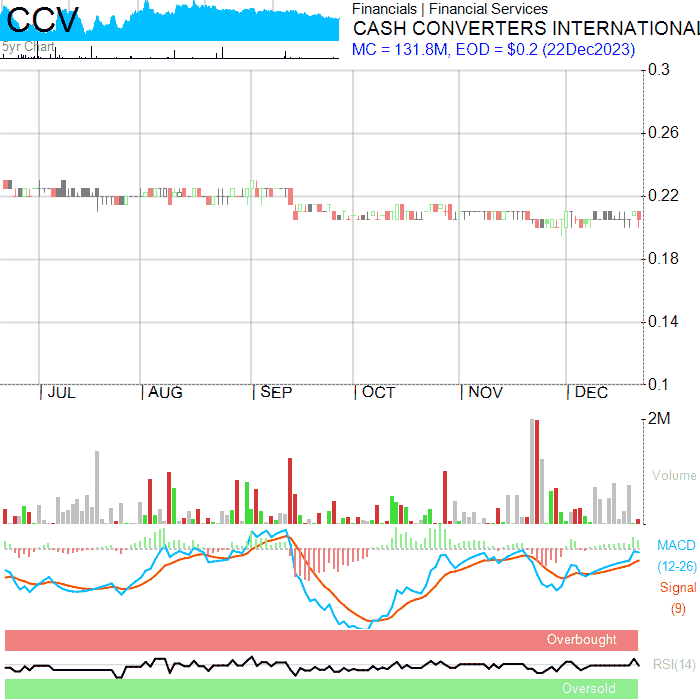 CCV
5yr Chart
Financials | Financial Services
CASH CONVERTERS INTERNATIONAL
MC = 131.8M, EOD = $0.2 (22Dec2023)
0.3
0.26
0.22
0.18
0.14
0.1
JUL AUG SEP OCT NOV DEC
2M
Volume
MACD
(12-26)
Signal
(9)
Overbought
RSI(14)
Oversold